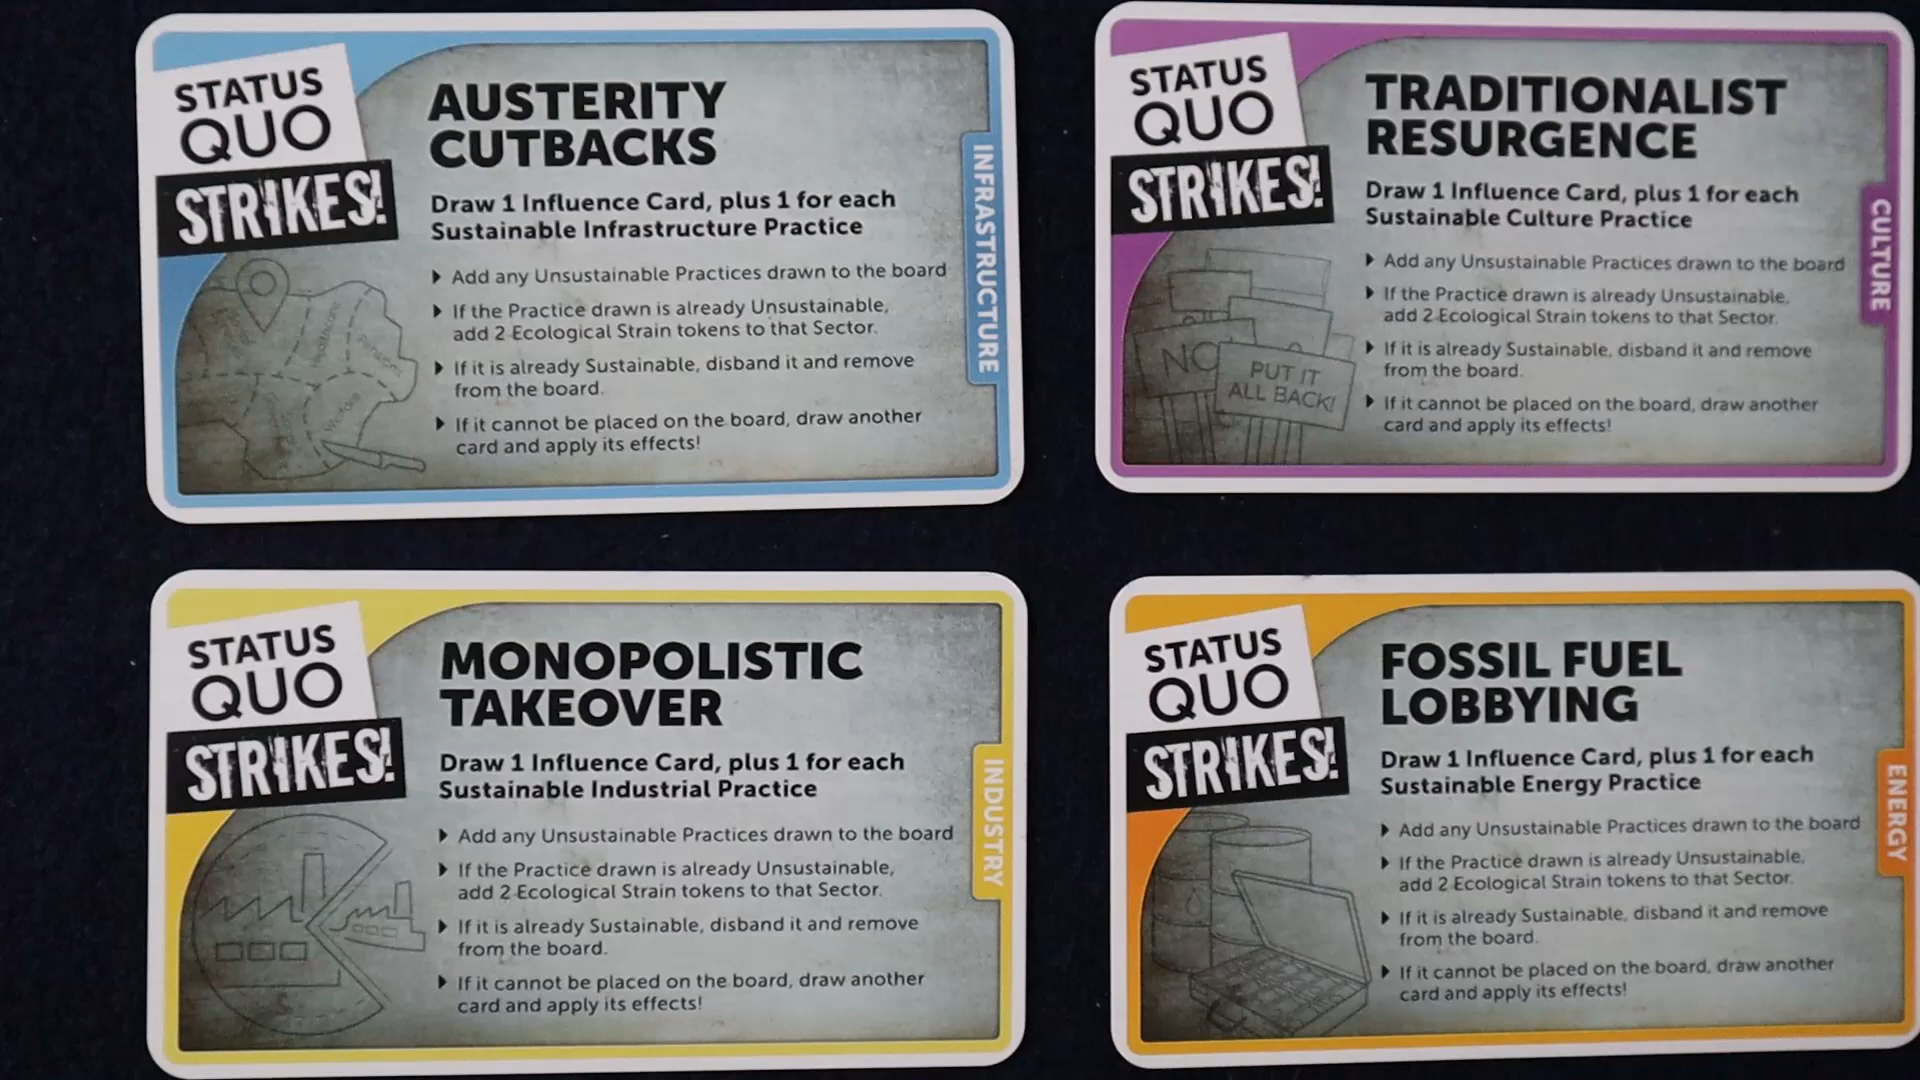 STATUS
QUO
STRIKES!
AUSTERITY
CUTBACKS
Draw 1 Influence Card, plus 1 for each
Sustainable Infrastructure Practice
Add any Unsustainable Practices drawn to the board
If the Practice drawn is already Unsustainable,
add 2 Ecological Strain tokens to that Sector.
If it is already Sustainable, disband it and remove
from the board.
If it cannot be placed on the board, draw another
card and apply its effects!
INFRASTRUCTURE
Healthcare
Welfare
STATUS
QUO
STRIKES!
TRADITIONALIST
RESURGENCE
Draw 1 Influence Card, plus 1 for each
Sustainable Culture Practice
Add any Unsustainable Practices drawn to the board
If the Practice drawn is already Unsustainable,
add 2 Ecological Strain tokens to that Sector.
If it is already Sustainable, disband it and remove
from the board.
If it cannot be placed on the board, draw another
card and apply its effects!
CULTURE
NO
PUT IT
ALL BACK!
STATUS
QUO
STRIKES!
MONOPOLISTIC
TAKEOVER
Draw 1 Influence Card, plus 1 for each
Sustainable Industrial Practice
Add any Unsustainable Practices drawn to the board
If the Practice drawn is already Unsustainable,
add 2 Ecological Strain tokens to that Sector.
If it is already Sustainable, disband it and remove
from the board.
If it cannot be placed on the board, draw another
card and apply its effects!
INDUSTRY
STATUS
QUO
STRIKES!
FOSSIL FUEL
LOBBYING
Draw 1 Influence Card, plus 1 for each
Sustainable Energy Practice
Add any Unsustainable Practices drawn to the board
If the Practice drawn is already Unsustainable,
add 2 Ecological Strain tokens to that Sector.
If it is already Sustainable, disband it and remove
from the board.
If it cannot be placed on the board, draw another
card and apply its effects!
ENERGY